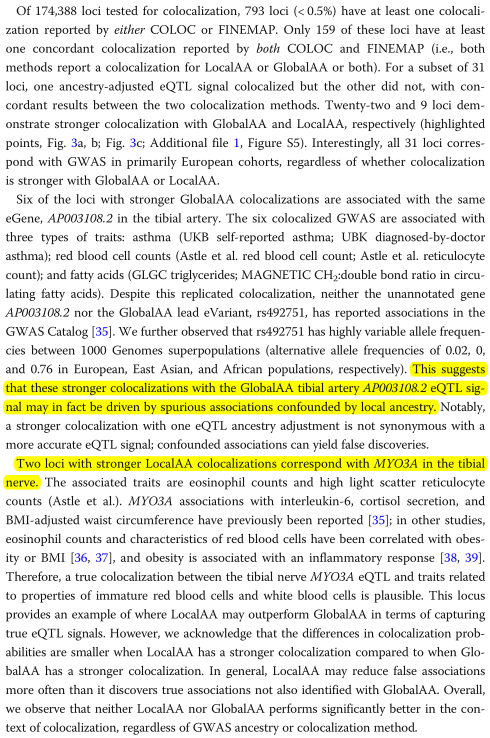 Of 174,388 loci tested for colocalization, 793 loci (< 0.5%) have at least one colocali-
zation reported by either COLOC or FINEMAP. Only 159 of these loci have at least
one concordant colocalization reported by both COLOC and FINEMAP (i.e., both
methods report a colocalization for LocalAA or GlobalAA or both). For a subset of 31
loci, one ancestry-adjusted eQTL signal colocalized but the other did not, with con-
cordant results between the two colocalization methods. Twenty-two and 9 loci dem-
onstrate stronger colocalization with GlobalAA and LocalAA, respectively (highlighted
points, Fig. 3a, b; Fig. 3c; Additional file 1, Figure S5). Interestingly, all 31 loci corres-
pond with GWAS in primarily European cohorts, regardless of whether colocalization
is stronger with GlobalAA or LocalAA.
Six of the loci with stronger GlobalAA colocalizations are associated with the same
eGene, AP003108.2 in the tibial artery. The six colocalized GWAS are associated with
three types of traits: asthma (UKB self-reported asthma; UBK diagnosed-by-doctor
asthma); red blood cell counts (Astle et al. red blood cell count; Astle et al. reticulocyte
count); and fatty acids (GLGC triglycerides; MAGNETIC CH₂:double bond ratio in circu-
lating fatty acids). Despite this replicated colocalization, neither the unannotated gene
AP003108.2 nor the GlobalAA lead eVariant, rs492751, has reported associations in the
GWAS Catalog [35]. We further observed that rs492751 has highly variable allele frequen-
cies between 1000 Genomes superpopulations (alternative allele frequencies of 0.02, 0,
and 0.76 in European, East Asian, and African populations, respectively). This suggests
that these stronger colocalizations with the GlobalAA tibial artery AP003108.2 eQTL sig-
nal may in fact be driven by spurious associations confounded by local ancestry. Notably,
a stronger colocalization with one eQTL ancestry adjustment is not synonymous with a
more accurate eQTL signal; confounded associations can yield false discoveries.
Two loci with stronger LocalAA colocalizations correspond with MYO3A in the tibial
nerve. The associated traits are eosinophil counts and high light scatter reticulocyte
counts (Astle et al.). MYO3A associations with interleukin-6, cortisol secretion, and
BMI-adjusted waist circumference have previously been reported [35]; in other studies,
eosinophil counts and characteristics of red blood cells have been correlated with obes-
ity or BMI [36, 37], and obesity is associated with an inflammatory response [38, 39].
Therefore, a true colocalization between the tibial nerve MYO3A eQTL and traits related
to properties of immature red blood cells and white blood cells is plausible. This locus
provides an example of where LocalAA may outperform GlobalAA in terms of capturing
true eQTL signals. However, we acknowledge that the differences in colocalization prob-
abilities are smaller when LocalAA has a stronger colocalization compared to when Glo-
balAA has a stronger colocalization. In general, LocalAA may reduce false associations
more often than it discovers true associations not also identified with GlobalAA. Overall,
we observe that neither LocalAA nor GlobalAA performs significantly better in the con-
text of colocalization, regardless of GWAS ancestry or colocalization method.